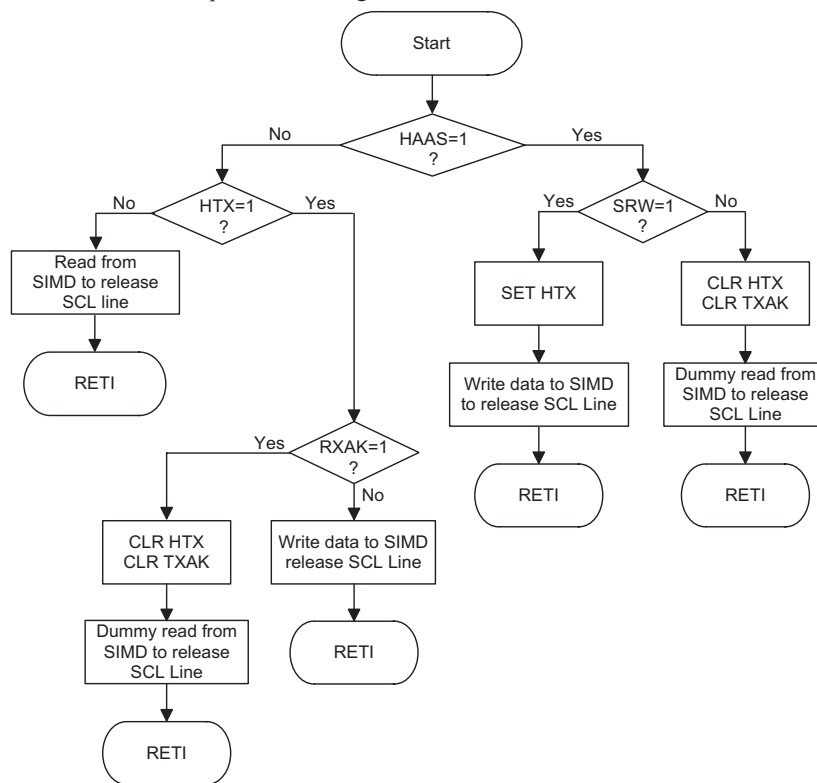 Start
No
HAAS=1
?
Yes
No
HTX=1
?
Yes
Yes
SRW=1
?
No
Read from
SIMD to release
SCL line
SET HTX
CLR HTX
CLR TXAK
RETI
Write data to SIMD
to release SCL Line
Dummy read from
SIMD to release
SCL Line
Yes
RXAK=1
?
No
RETI
RETI
CLR HTX
CLR TXAK
Write data to SIMD
release SCL Line
Dummy read from
SIMD to release
SCL Line
RETI
RETI